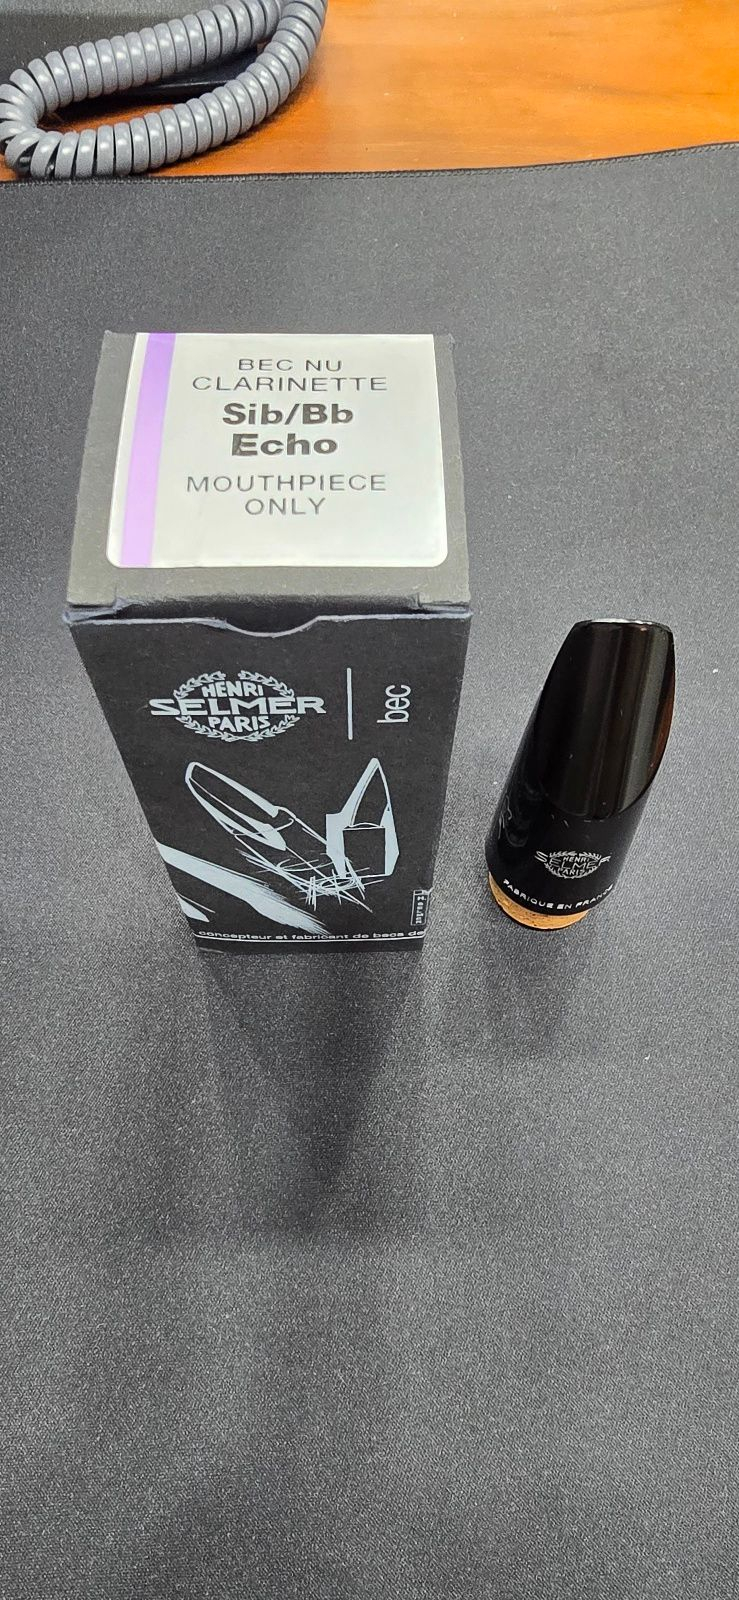 BEC NU
CLARINETTE
Sib/Bb
Echo
MOUTHPIECE
ONLY
HENRI
SELMER
PARIS
bec
concepteur et fabricant de becs de
HENRI
SELMER
PARIS
FABRIQUE EN FRANCE